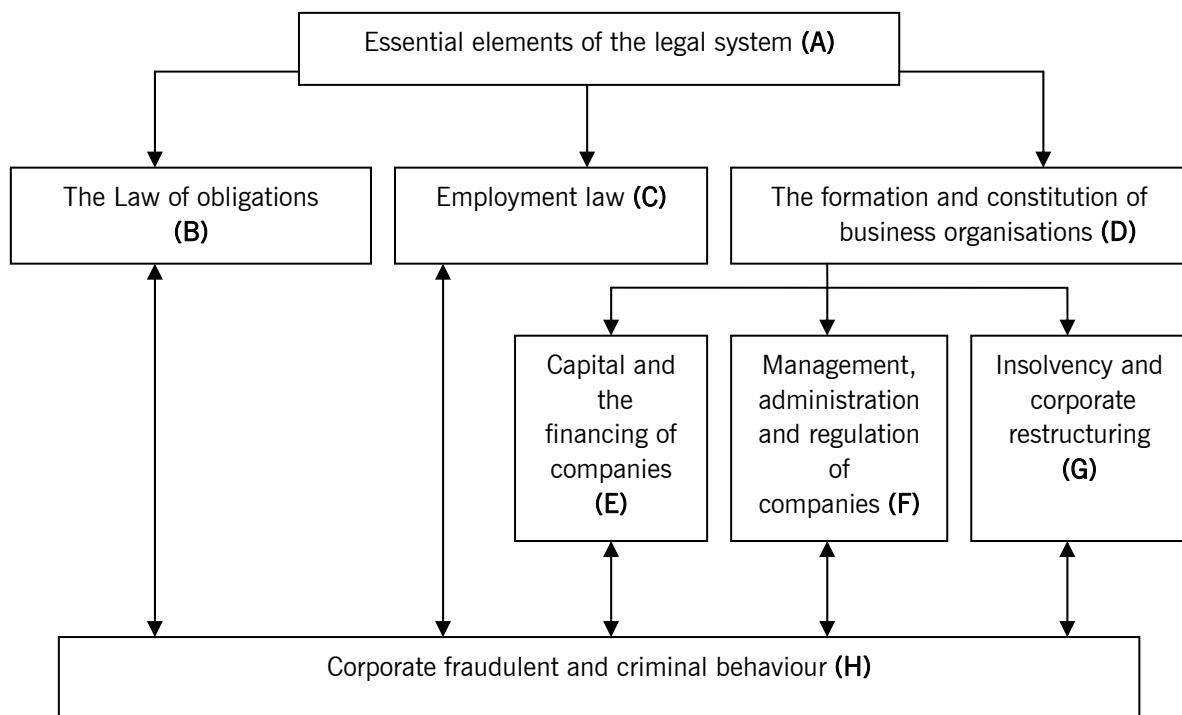 Essential elements of the legal system (A)
The Law of obligations
(B)
Employment law (C)
The formation and constitution of
business organisations (D)
Capital and
the
financing of
companies
(E)
Management,
administration
and regulation
of
companies (F)
Insolvency and
corporate
restructuring
(G)
Corporate fraudulent and criminal behaviour (H)